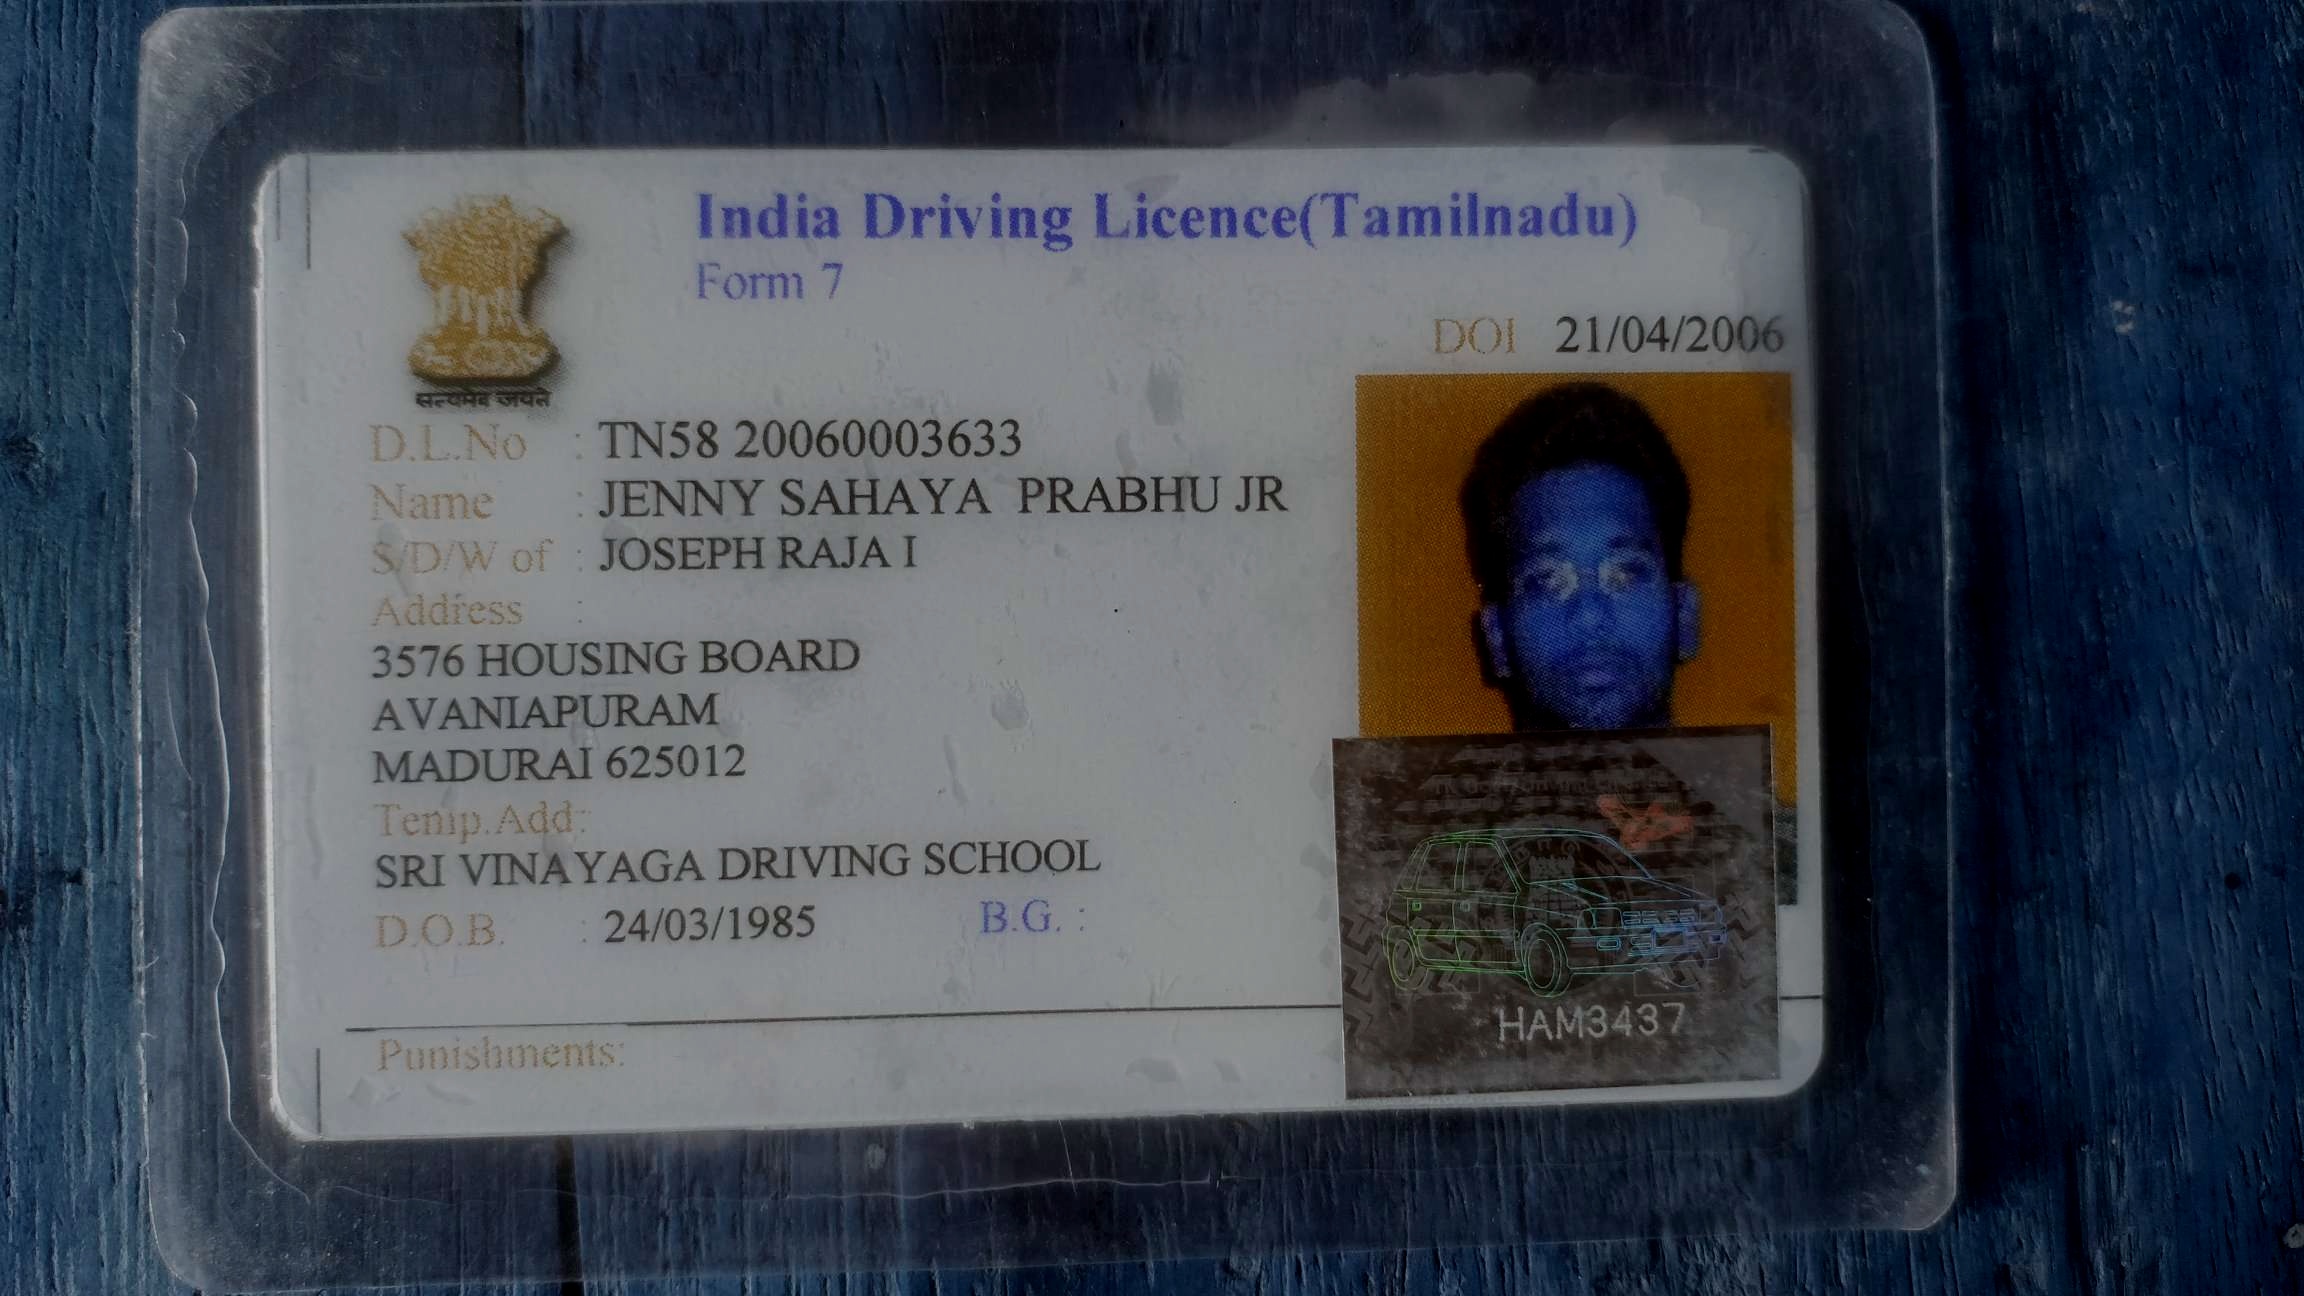 India Driving Licence(Tamilnadu)
Form 7
DOI 21/04/2006
सत्यमेव जयते
D.L.No : TN58 20060003633
Name : JENNY SAHAYA PRABHU JR
S/D/W of : JOSEPH RAJA I
Address :
3576 HOUSING BOARD
AVANIAPURAM
MADURAI 625012
Temp.Add:
SRI VINAYAGA DRIVING SCHOOL
D.O.B. : 24/03/1985 B.G. :
HAM3437
Punishments: